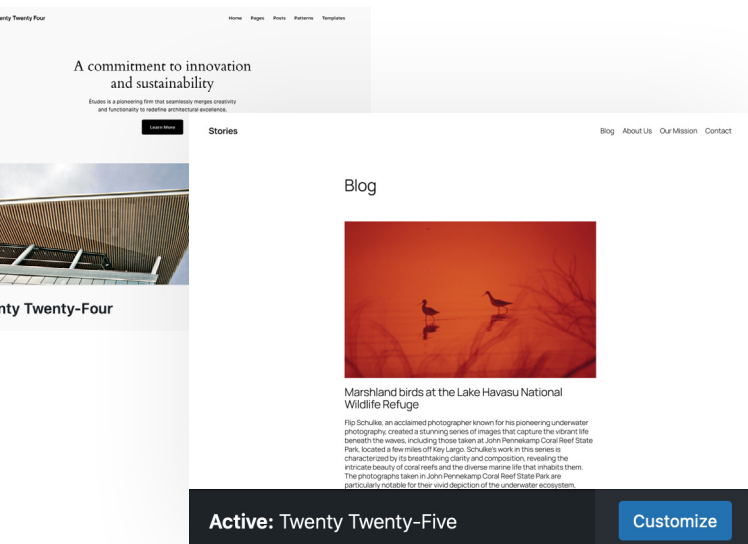 enty Twenty Four
Home Pages Posts Patterns Templates
A commitment to innovation
and sustainability
Études is a pioneering firm that seamlessly merges creativity
and functionality to redefine architectural excellence.
Learn More
nty Twenty-Four
Stories
Blog About Us Our Mission Contact
Blog
Marshland birds at the Lake Havasu National
Wildlife Refuge
Flip Schulke, an acclaimed photographer known for his pioneering underwater
photography, created a stunning series of images that capture the vibrant life
beneath the waves, including those taken at John Pennekamp Coral Reef State
Park, located a few miles off Key Largo. Schulke's work in this series is
characterized by its breathtaking clarity and composition, revealing the
intricate beauty of coral reefs and the diverse marine life that inhabits them.
The photographs taken in John Pennekamp Coral Reef State Park are
particularly notable for their vivid depiction of the underwater ecosystem,
Active: Twenty Twenty-Five
Customize